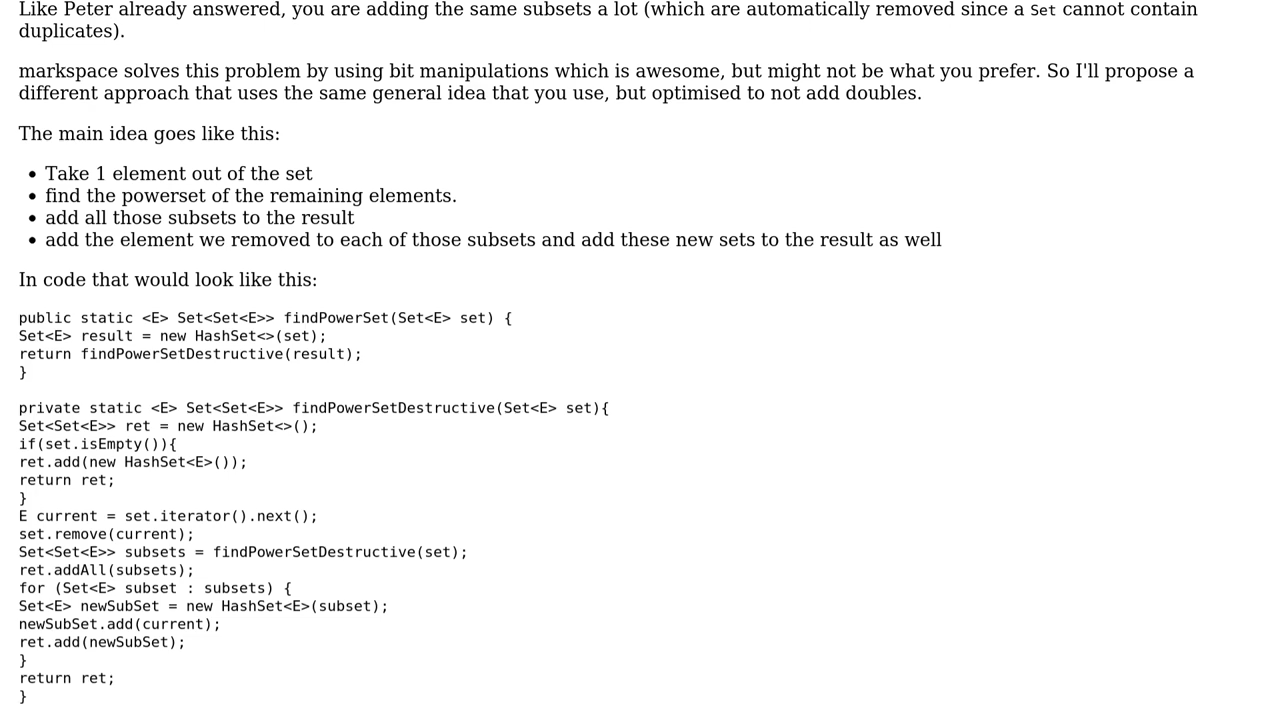 Like Peter already answered, you are adding the same subsets a lot (which are automatically removed since a Set cannot contain
duplicates).
markspace solves this problem by using bit manipulations which is awesome, but might not be what you prefer. So I'll propose a
different approach that uses the same general idea that you use, but optimised to not add doubles.
The main idea goes like this:
• Take 1 element out of the set
• find the powerset of the remaining elements.
• add all those subsets to the result
• add the element we removed to each of those subsets and add these new sets to the result as well
In code that would look like this:
public static <E> Set<Set<E>> findPowerSet(Set<E> set) {
Set<E> result = new HashSet<>(set);
return findPowerSetDestructive(result);
}
private static <E> Set<Set<E>> findPowerSetDestructive(Set<E> set){
Set<Set<E>> ret = new HashSet<>();
if(set.isEmpty()){
ret.add(new HashSet<E>());
return ret;
}
E current = set.iterator().next();
set.remove(current);
Set<Set<E>> subsets = findPowerSetDestructive(set);
ret.addAll(subsets);
for (Set<E> subset : subsets) {
Set<E> newSubSet = new HashSet<E>(subset);
newSubSet.add(current);
ret.add(newSubSet);
}
return ret;
}